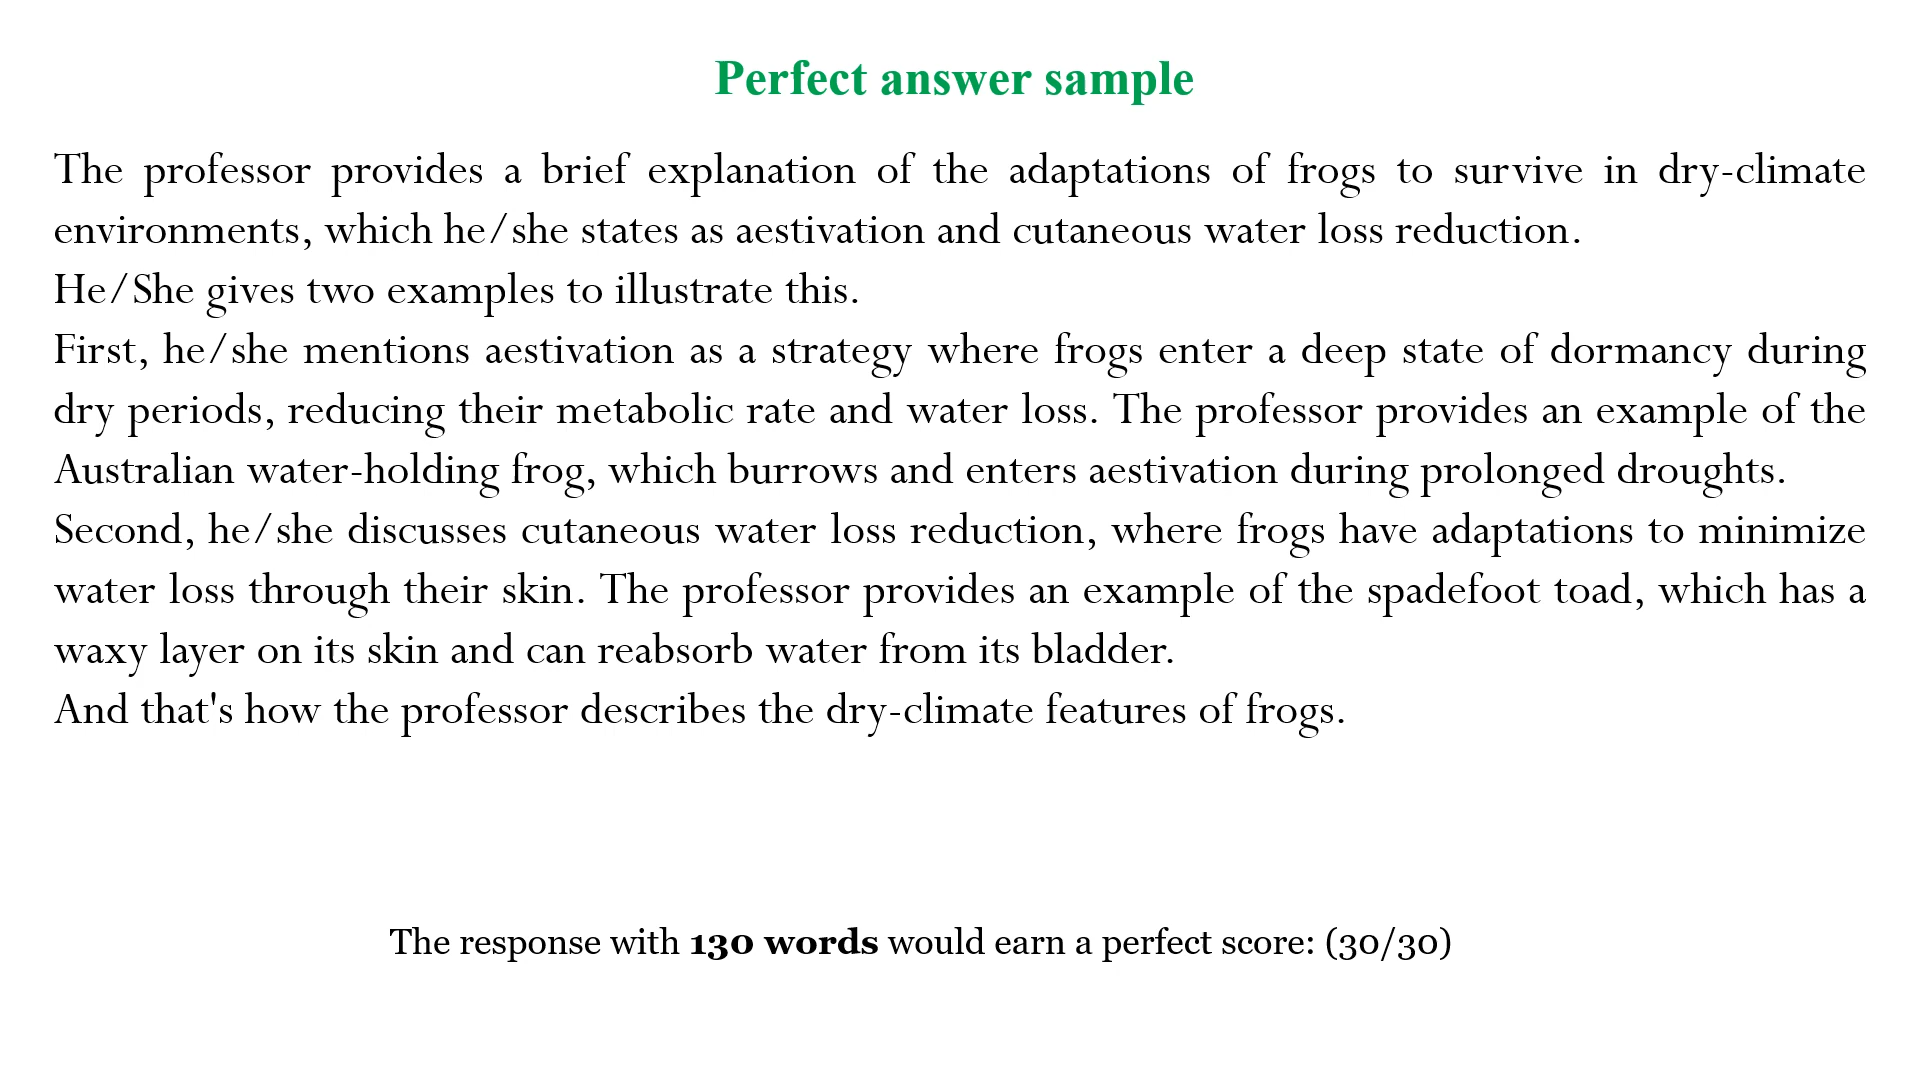 Perfect answer sample
The professor provides a brief explanation of the adaptations of frogs to survive in dry-climate
environments, which he/she states as aestivation and cutaneous water loss reduction.
He/She gives two examples to illustrate this.
First, he/she mentions aestivation as a strategy where frogs enter a deep state of dormancy during
dry periods, reducing their metabolic rate and water loss. The professor provides an example of the
Australian water-holding frog, which burrows and enters aestivation during prolonged droughts.
Second, he/she discusses cutaneous water loss reduction, where frogs have adaptations to minimize
water loss through their skin. The professor provides an example of the spadefoot toad, which has a
waxy layer on its skin and can reabsorb water from its bladder.
And that's how the professor describes the dry-climate features of frogs.
The response with 130 words would earn a perfect score: (30/30)